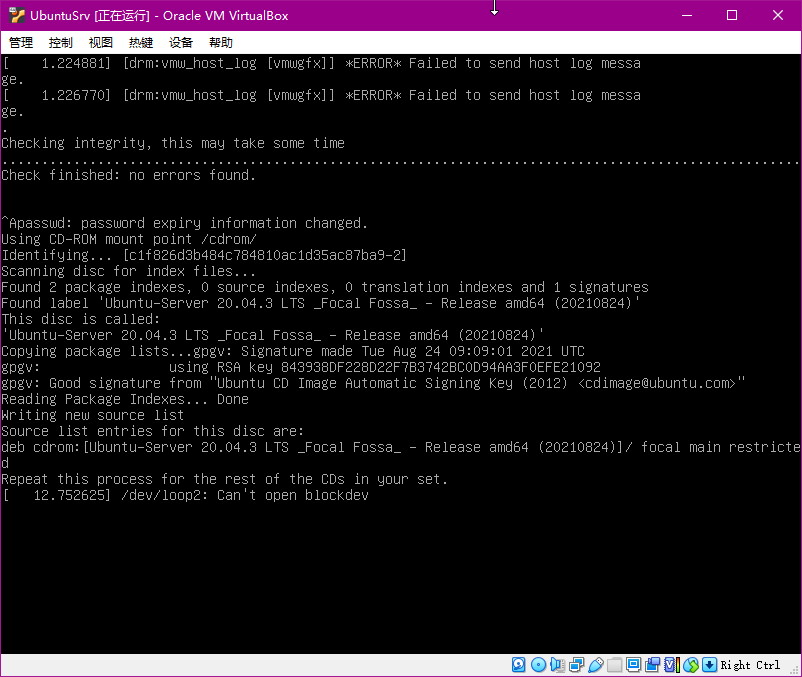 UbuntuSrv [正在运行] - Oracle VM VirtualBox
管理 控制 视图 热键 设备 帮助
[    1.224881] [drm:vmw_host_log [vmwgfx]] *ERROR* Failed to send host log messa
ge.
[    1.226770] [drm:vmw_host_log [vmwgfx]] *ERROR* Failed to send host log messa
ge.
.
Checking integrity, this may take some time
....................................................................................................
Check finished: no errors found.
^Apasswd: password expiry information changed.
Using CD-ROM mount point /cdrom/
Identifying... [c1f826d3b484c784810ac1d35ac87ba9-2]
Scanning disc for index files...
Found 2 package indexes, 0 source indexes, 0 translation indexes and 1 signatures
Found label 'Ubuntu-Server 20.04.3 LTS _Focal Fossa_ - Release amd64 (20210824)'
This disc is called:
'Ubuntu-Server 20.04.3 LTS _Focal Fossa_ - Release amd64 (20210824)'
Copying package lists...gpgv: Signature made Tue Aug 24 09:09:01 2021 UTC
gpgv:                using RSA key 843938DF228D22F7B3742BC0D94AA3F0EFE21092
gpgv: Good signature from "Ubuntu CD Image Automatic Signing Key (2012) <cdimage@ubuntu.com>"
Reading Package Indexes... Done
Writing new source list
Source list entries for this disc are:
deb cdrom:[Ubuntu-Server 20.04.3 LTS _Focal Fossa_ - Release amd64 (20210824)]/ focal main restricte
d
Repeat this process for the rest of the CDs in your set.
[   12.752625] /dev/loop2: Can't open blockdev
Right Ctrl